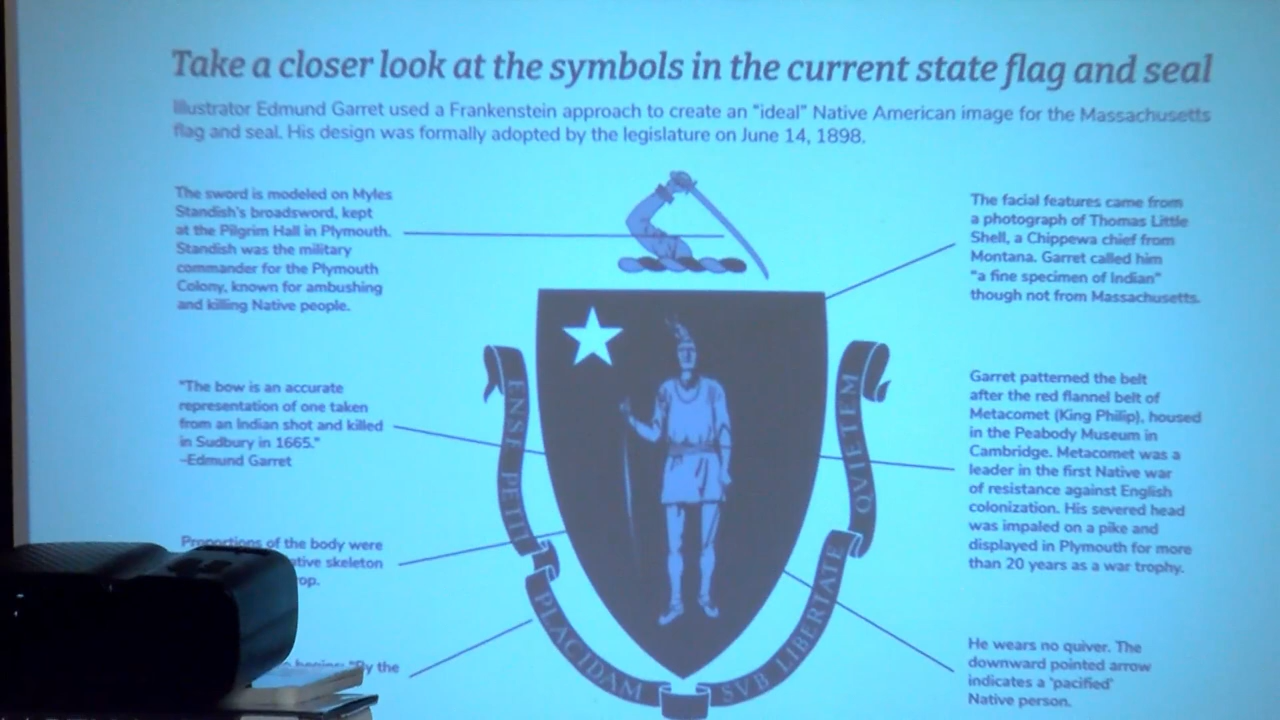 Take a closer look at the symbols in the current state flag and seal
Illustrator Edmund Garret used a Frankenstein approach to create an "ideal" Native American image for the Massachusetts
flag and seal. His design was formally adopted by the legislature on June 14, 1898.
The sword is modeled on Myles
Standish's broadsword, kept
at the Pilgrim Hall in Plymouth.
Standish was the military
commander for the Plymouth
Colony, known for ambushing
and killing Native people.
"The bow is an accurate
representation of one taken
from an Indian shot and killed
in Sudbury in 1665."
–Edmund Garret
Proportions of the body were
skeleton
"By the
ENSE PETIT
PLACIDAM
SVB LIBERTATE
QVIETEM
The facial features came from
a photograph of Thomas Little
Shell, a Chippewa chief from
Montana. Garret called him
"a fine specimen of Indian"
though not from Massachusetts.
Garret patterned the belt
after the red flannel belt of
Metacomet (King Philip), housed
in the Peabody Museum in
Cambridge. Metacomet was a
leader in the first Native war
of resistance against English
colonization. His severed head
was impaled on a pike and
displayed in Plymouth for more
than 20 years as a war trophy.
He wears no quiver. The
downward pointed arrow
indicates a 'pacified'
Native person.